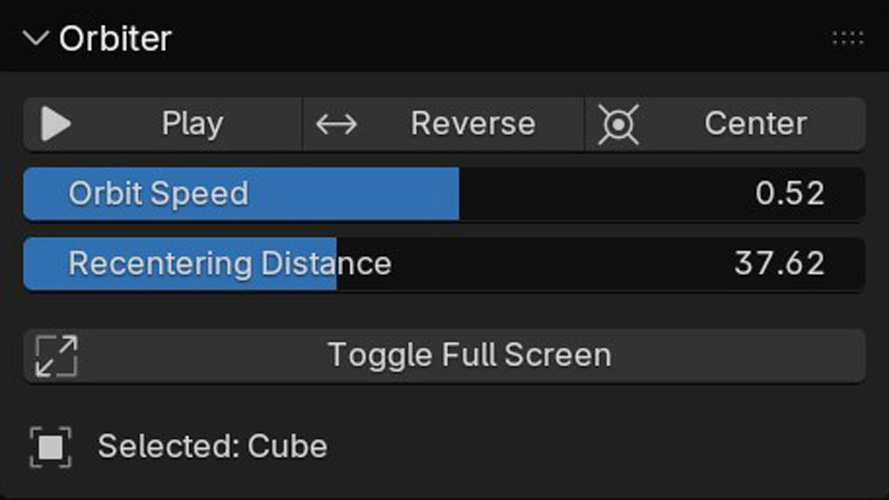 Orbiter
Play Reverse Center
Orbit Speed 0.52
Recentering Distance 37.62
Toggle Full Screen
Selected: Cube